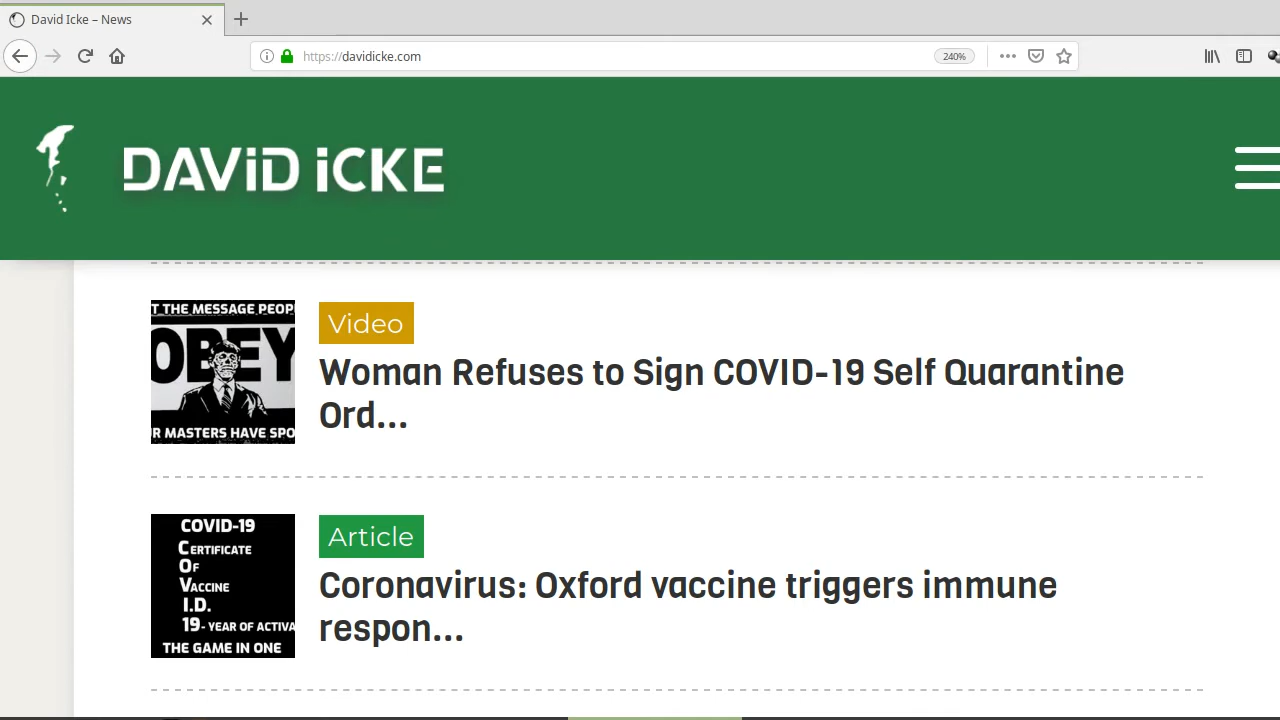 David Icke – News
https://davidicke.com
240%
DAViD iCKE
T THE MESSAGE PEOP
OBEY
R MASTERS HAVE SPO
Video
Woman Refuses to Sign COVID-19 Self Quarantine
Ord...
COVID-19
CERTIFICATE
OF
VACCINE
I.D.
19- YEAR OF ACTIVA
THE GAME IN ONE
Article
Coronavirus: Oxford vaccine triggers immune
respon...